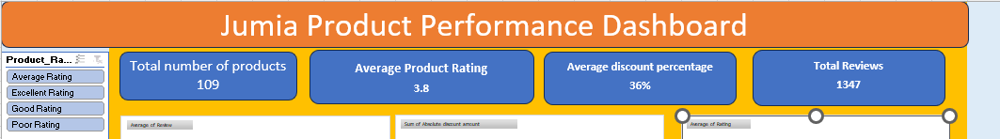 Jumia Product Performance Dashboard
Product_Ra...
Average Rating
Excellent Rating
Good Rating
Poor Rating
Total number of products
109
Average Product Rating
3.8
Average discount percentage
36%
Total Reviews
1347
Average of Review
Sum of Absolute discount amount
Average of Rating